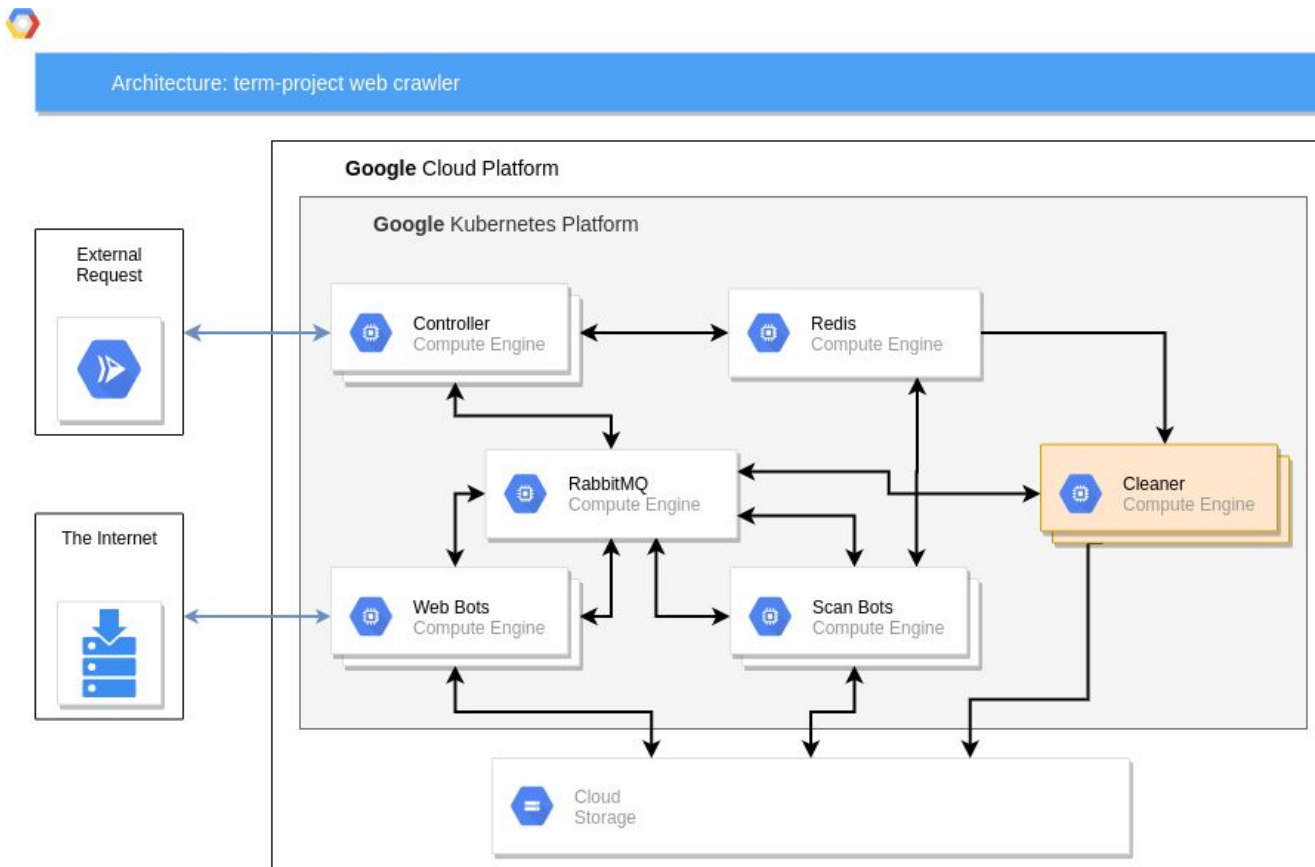 Architecture: term-project web crawler
Google Cloud Platform
Google Kubernetes Platform
External
Request
Controller
Compute Engine
Redis
Compute Engine
RabbitMQ
Compute Engine
Cleaner
Compute Engine
The Internet
Web Bots
Compute Engine
Scan Bots
Compute Engine
Cloud
Storage